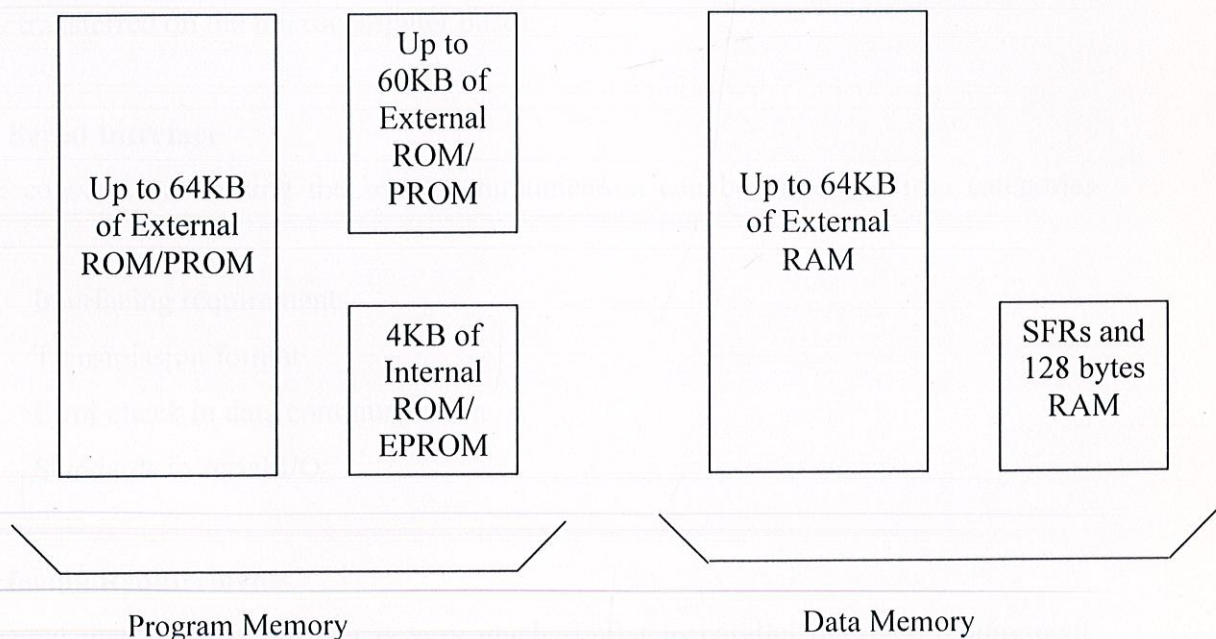 Up to 64KB
of External
ROM/PROM
Up to
60KB of
External
ROM/
PROM
4KB of
Internal
ROM/
EPROM
Program Memory
Up to 64KB
of External
RAM
SFRs and
128 bytes
RAM
Data Memory